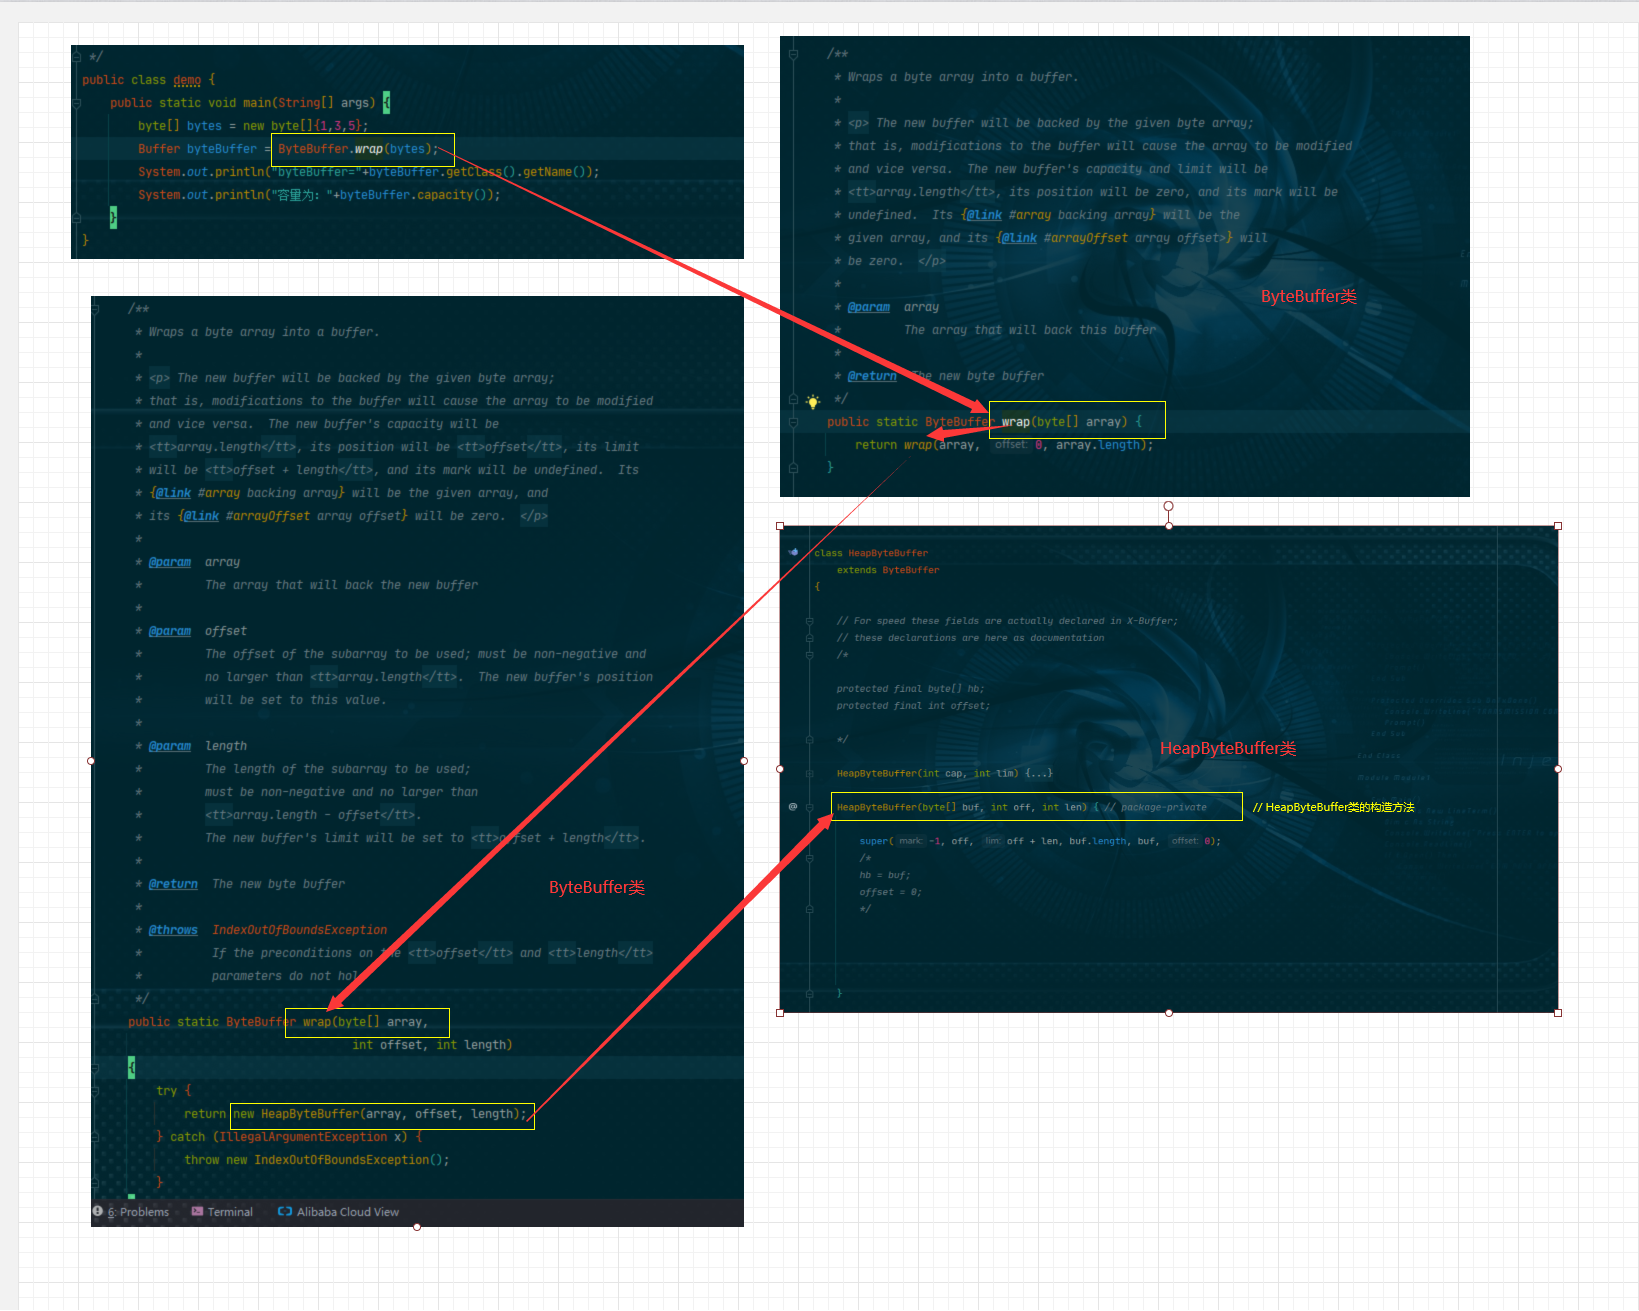 */
public class demo {
public static void main(String[] args) {
byte[] bytes = new byte[]{1,3,5};
Buffer byteBuffer = ByteBuffer.wrap(bytes);
System.out.println("byteBuffer="+byteBuffer.getClass().getName());
System.out.println("容量为: "+byteBuffer.capacity());
}
}
/**
* Wraps a byte array into a buffer.
*
* <p> The new buffer will be backed by the given byte array;
* that is, modifications to the buffer will cause the array to be modified
* and vice versa.  The new buffer's capacity and limit will be
* <tt>array.length</tt>, its position will be zero, and its mark will be
* undefined.  Its {@link #array backing array} will be the
* given array, and its {@link #arrayOffset array offset>} will
* be zero.  </p>
*
* @param  array
*         The array that will back this buffer
*
* @return  The new byte buffer
*/
public static ByteBuffer wrap(byte[] array) {
return wrap(array, offset: 0, array.length);
}
ByteBuffer类
/**
* Wraps a byte array into a buffer.
*
* <p> The new buffer will be backed by the given byte array;
* that is, modifications to the buffer will cause the array to be modified
* and vice versa.  The new buffer's capacity will be
* <tt>array.length</tt>, its position will be <tt>offset</tt>, its limit
* will be <tt>offset + length</tt>, and its mark will be undefined.  Its
* {@link #array backing array} will be the given array, and
* its {@link #arrayOffset array offset} will be zero.  </p>
*
* @param  array
*         The array that will back the new buffer
*
* @param  offset
*         The offset of the subarray to be used; must be non-negative and
*         no larger than <tt>array.length</tt>.  The new buffer's position
*         will be set to this value.
*
* @param  length
*         The length of the subarray to be used;
*         must be non-negative and no larger than
*         <tt>array.length - offset</tt>.
*         The new buffer's limit will be set to <tt>offset + length</tt>.
*
* @return  The new byte buffer
*
* @throws  IndexOutOfBoundsException
*          If the preconditions on the <tt>offset</tt> and <tt>length</tt>
*          parameters do not hol
*/
public static ByteBuffer wrap(byte[] array,
int offset, int length)
{
try {
return new HeapByteBuffer(array, offset, length);
} catch (IllegalArgumentException x) {
throw new IndexOutOfBoundsException();
}
ByteBuffer类
6: Problems  Terminal  Alibaba Cloud View
class HeapByteBuffer
extends ByteBuffer
{
// For speed these fields are actually declared in X-Buffer;
// these declarations are here as documentation
/*
protected final byte[] hb;
protected final int offset;
*/
HeapByteBuffer(int cap, int lim) {...}
HeapByteBuffer(byte[] buf, int off, int len) { // package-private
super( mark: -1, off, lim: off + len, buf.length, buf, offset: 0);
/*
hb = buf;
offset = 0;
*/
}
HeapByteBuffer类
// HeapByteBuffer类的构造方法